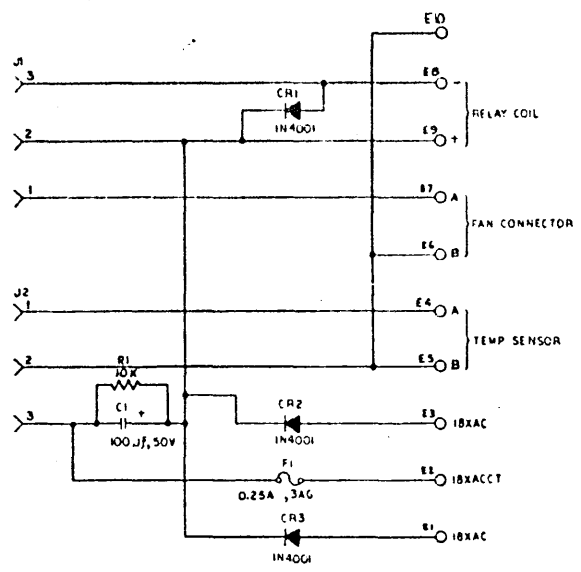 E10
J1
3
E8 -
CR1
1N4001
RELAY COIL
2
E9 +
1
E7 A
FAN CONNECTOR
E6 B
J2
1
E4 A
TEMP SENSOR
2
E5 B
R1
10K
C1 +
100µf, 50V
3
CR2
1N4001
E3 18XAC
F1
0.25A , 3AG
E2 18XACCT
CR3
1N4001
E1 18XAC